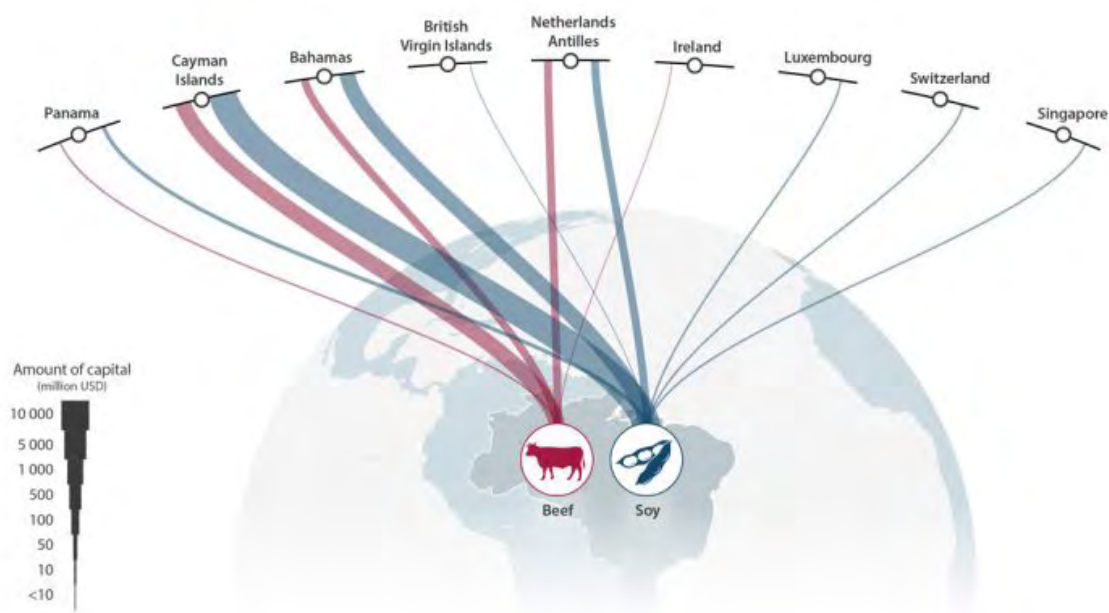 Panama
Cayman
Islands
Bahamas
British
Virgin Islands
Netherlands
Antilles
Ireland
Luxembourg
Switzerland
Singapore
Amount of capital
(million USD)
10 000
5 000
1 000
500
100
50
10
<10
Beef
Soy